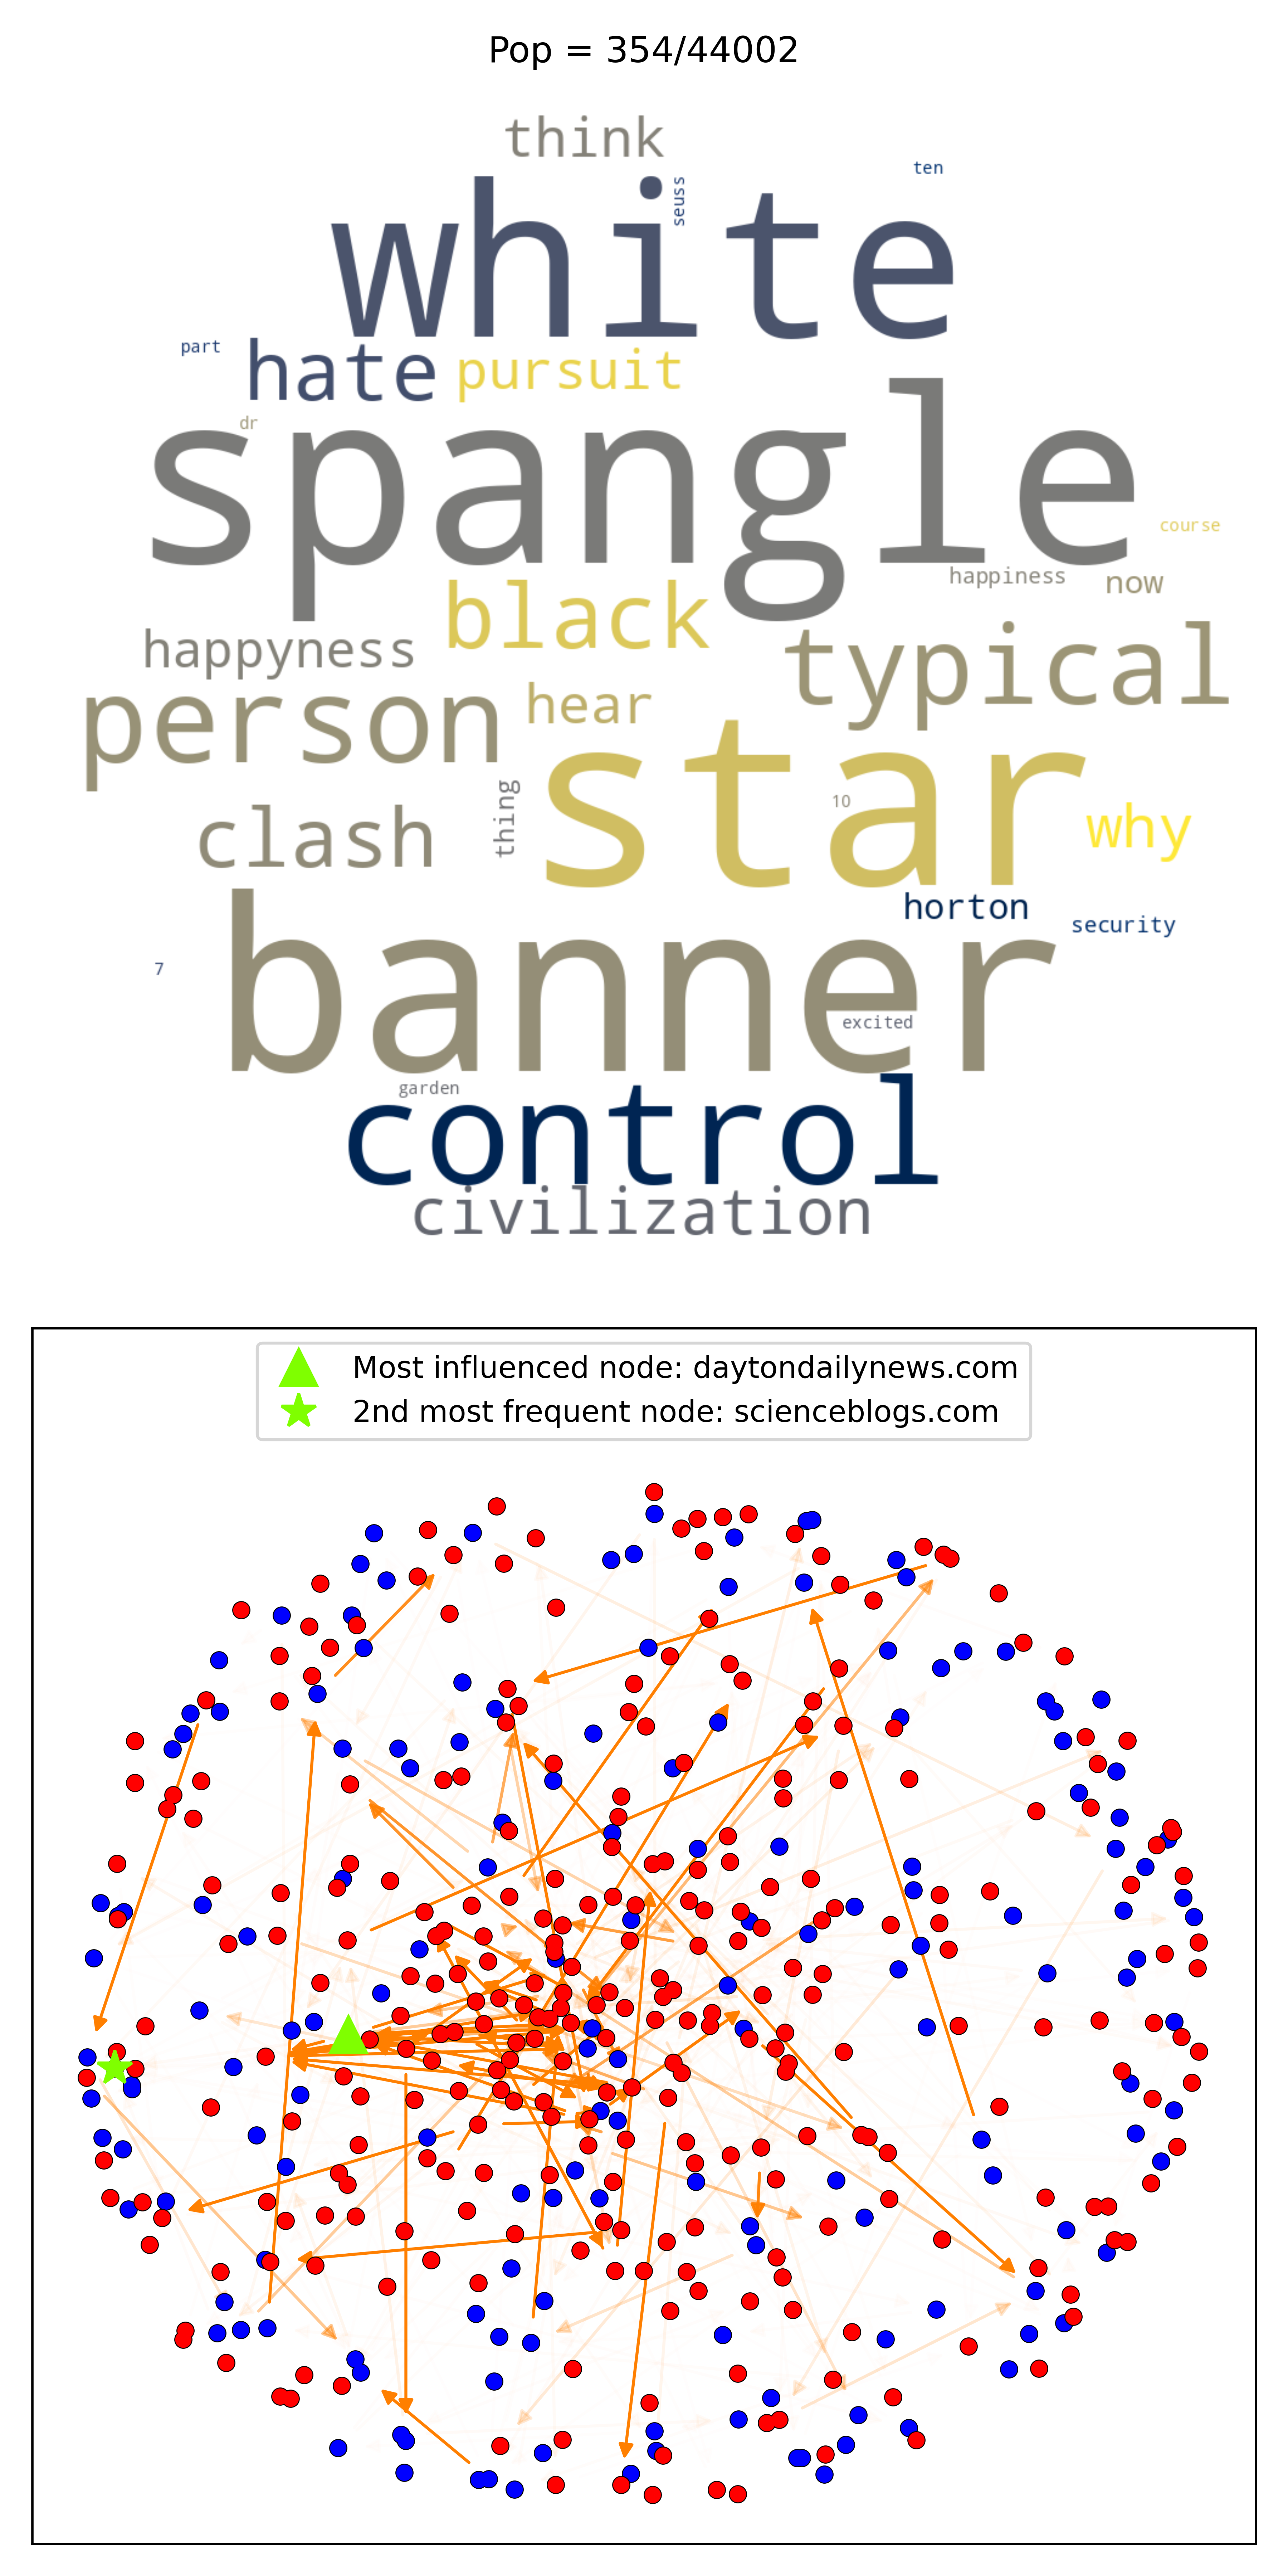 Pop = 354/44002
think
ten
seuss
white
part
hate pursuit
dr
spangle
course
happiness now
black
happyness
typical
person
hear
star
thing
10
why
clash
horton
security
banner
7
excited
garden
control
civilization
Most influenced node: daytondailynews.com
2nd most frequent node: scienceblogs.com